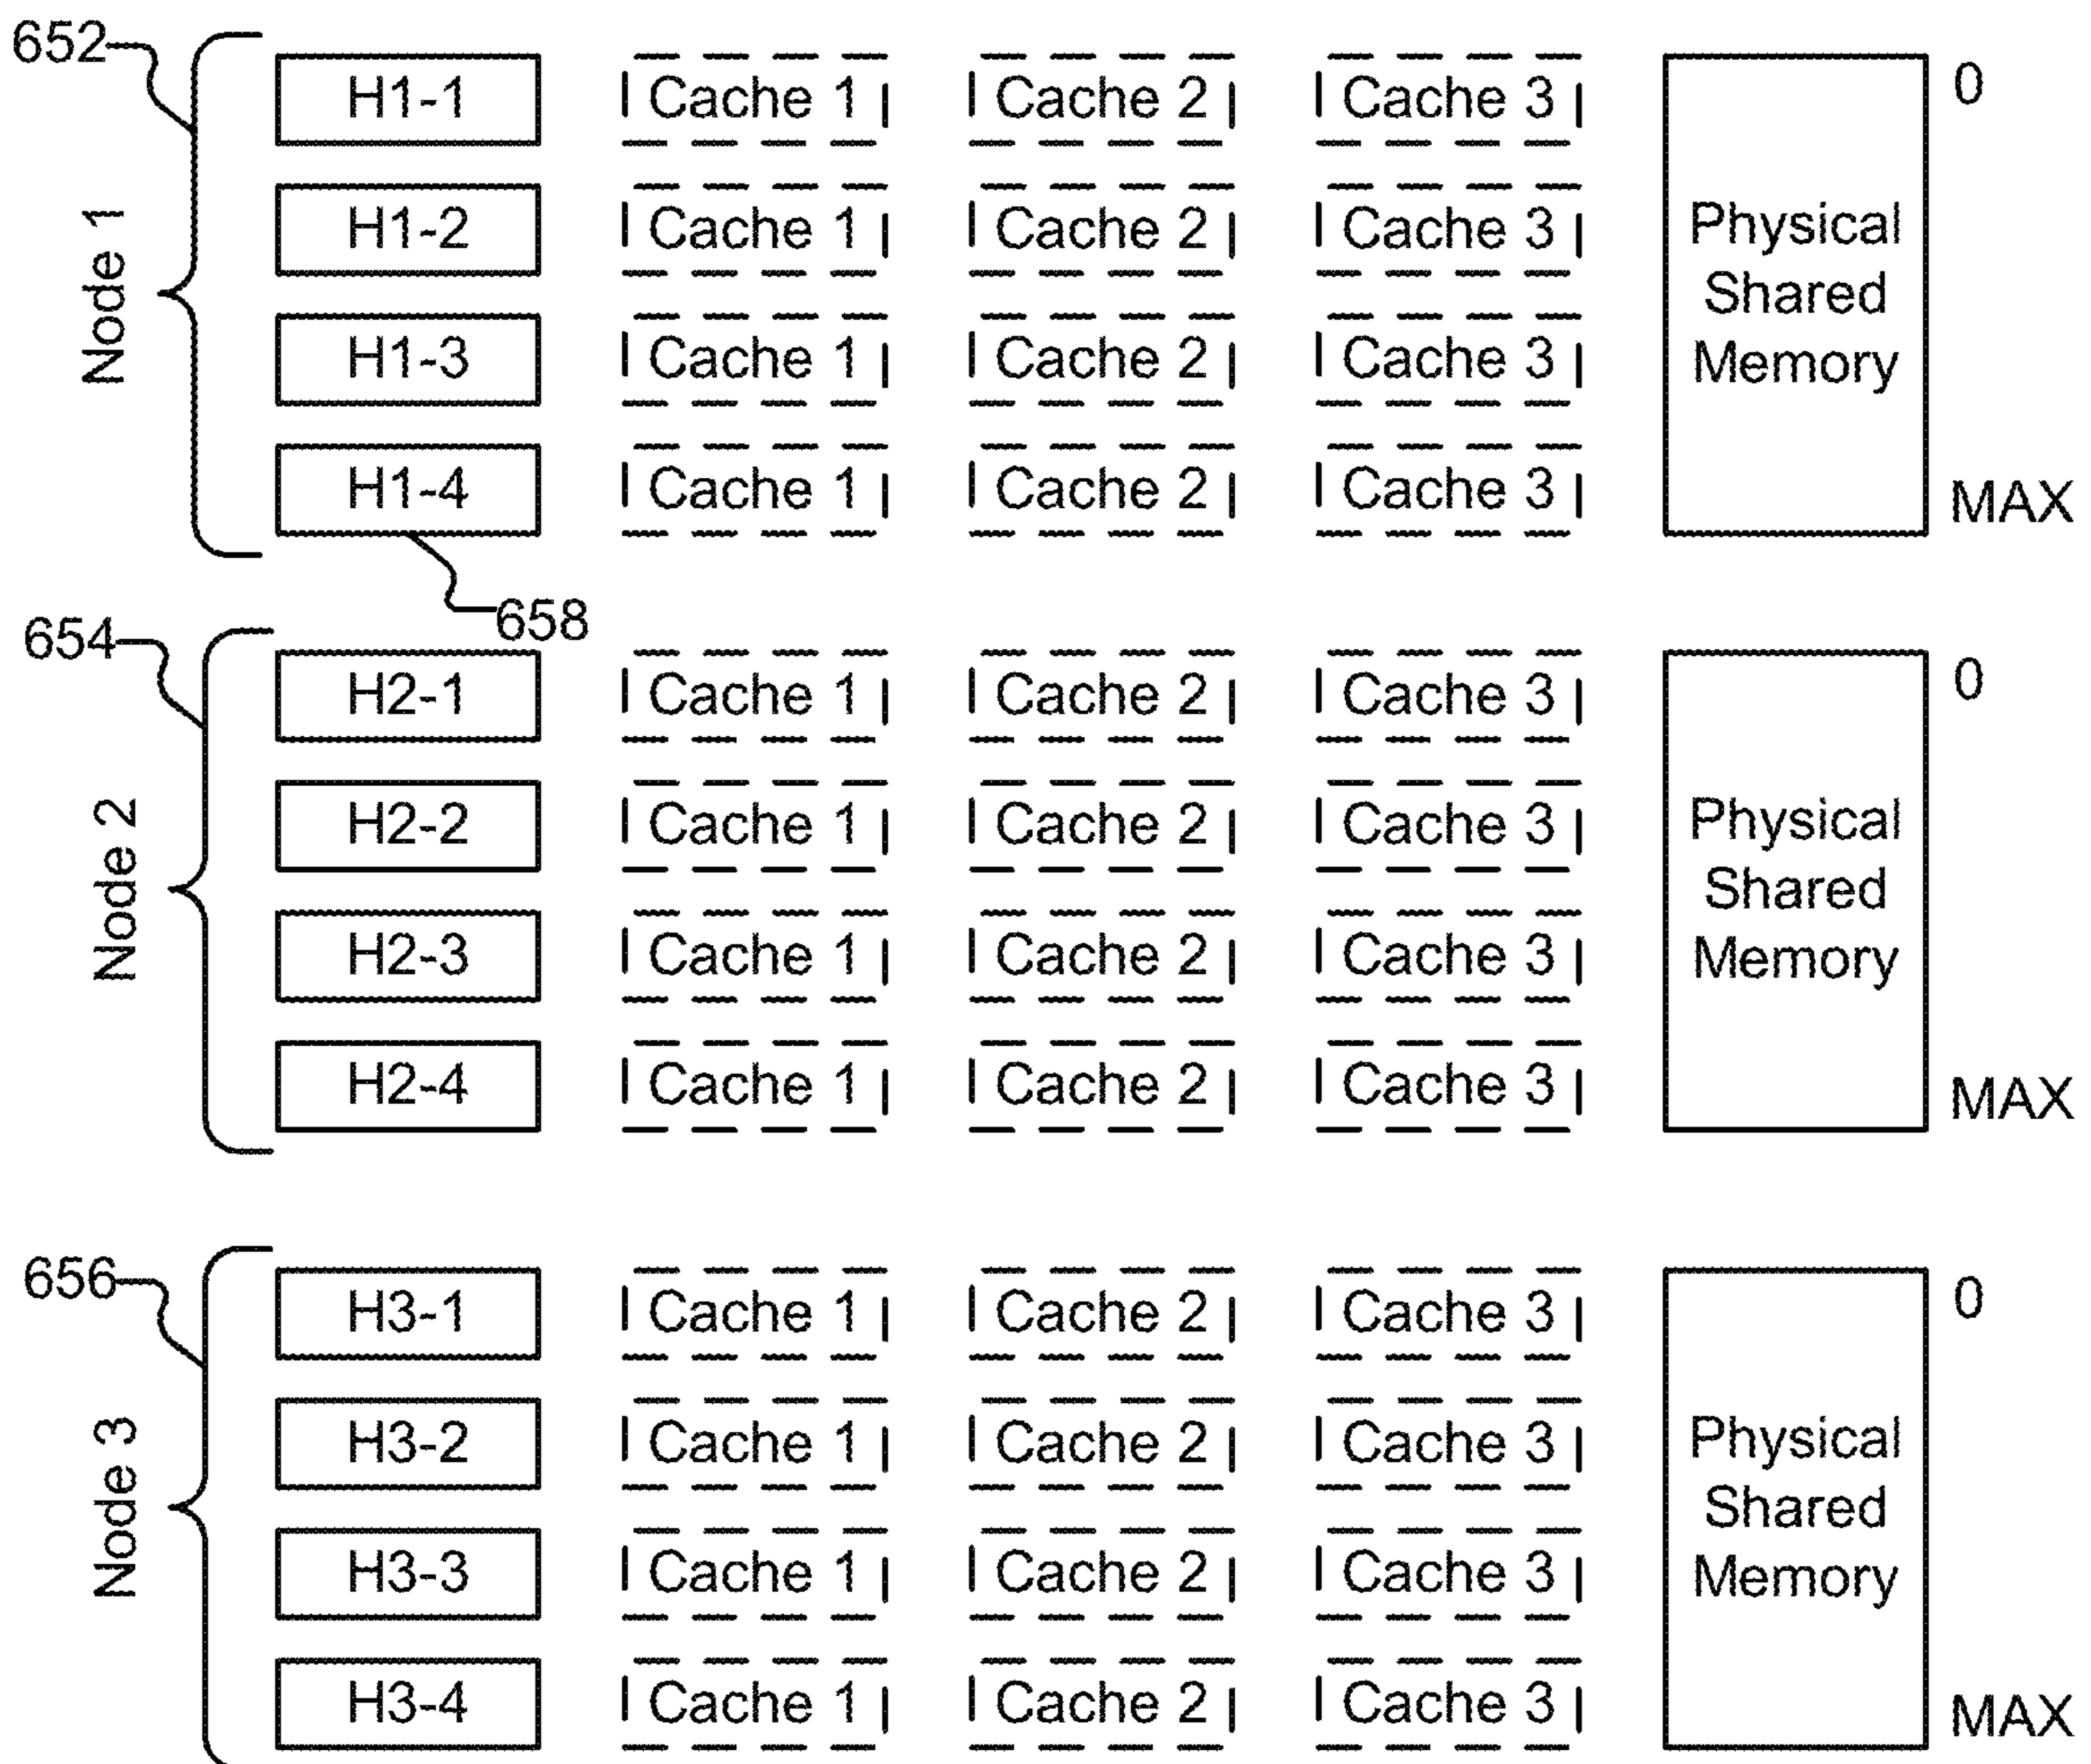 652
Node 1
H1-1 Cache 1 Cache 2 Cache 3
H1-2 Cache 1 Cache 2 Cache 3
H1-3 Cache 1 Cache 2 Cache 3
H1-4 Cache 1 Cache 2 Cache 3
Physical
Shared
Memory
0
MAX
658
654
Node 2
H2-1 Cache 1 Cache 2 Cache 3
H2-2 Cache 1 Cache 2 Cache 3
H2-3 Cache 1 Cache 2 Cache 3
H2-4 Cache 1 Cache 2 Cache 3
Physical
Shared
Memory
0
MAX
656
Node 3
H3-1 Cache 1 Cache 2 Cache 3
H3-2 Cache 1 Cache 2 Cache 3
H3-3 Cache 1 Cache 2 Cache 3
H3-4 Cache 1 Cache 2 Cache 3
Physical
Shared
Memory
0
MAX